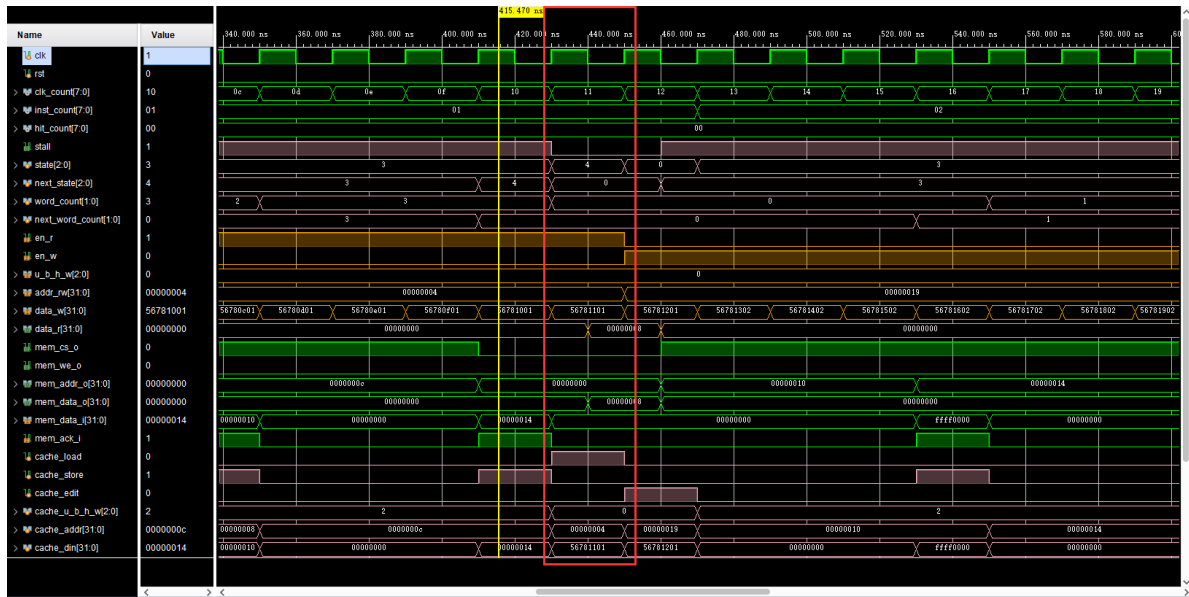 415.470 ns
Name Value 340.000 ns 360.000 ns 380.000 ns 400.000 ns 420.000 ns 440.000 ns 460.000 ns 480.000 ns 500.000 ns 520.000 ns 540.000 ns 560.000 ns 580.000 ns 60
clk 1
rst 0
clk_count[7:0] 10 0c 0d 0e 0f 10 11 12 13 14 15 16 17 18 19
inst_count[7:0] 01 01 02
hit_count[7:0] 00 00
stall 1
state[2:0] 3 3 4 0 3
next_state[2:0] 4 3 4 0 3
word_count[1:0] 3 2 3 0 1
next_word_count[1:0] 0 3 0 1
en_r 1
en_w 0
u_b_h_w[2:0] 0 0
addr_rw[31:0] 00000004 00000004 00000019
data_w[31:0] 56781001 56780c01 56780d01 56780e01 56780f01 56781001 56781101 56781201 56781302 56781402 56781502 56781602 56781702 56781802 56781902
data_r[31:0] 00000000 00000000 00000008 00000000
mem_cs_o 0
mem_we_o 0
mem_addr_o[31:0] 00000000 0000000c 00000000 00000010 00000014
mem_data_o[31:0] 00000000 00000000 00000008 00000000
mem_data_i[31:0] 00000014 00000010 00000000 00000014 00000000 ffff0000 00000000
mem_ack_i 1
cache_load 0
cache_store 1
cache_edit 0
cache_u_b_h_w[2:0] 2 2 0 2
cache_addr[31:0] 0000000c 00000008 0000000c 00000004 00000019 00000010 00000014
cache_din[31:0] 00000014 00000010 00000000 00000014 56781101 56781201 00000000 ffff0000 00000000